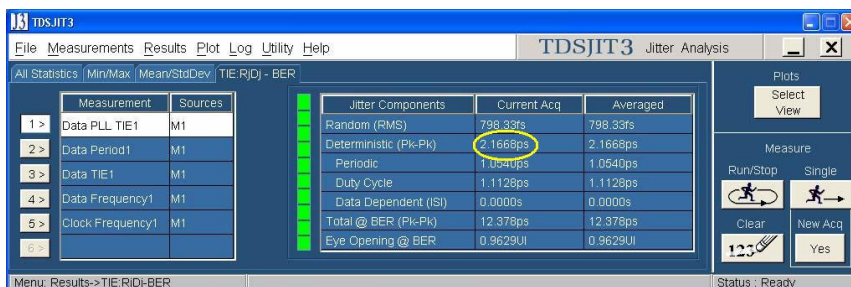 TDSJIT3
File Measurements Results Plot Log Utility Help
TDSJIT3 Jitter Analysis
All Statistics Min/Max Mean/StdDev TIE:RjDj - BER
Measurement Sources
1 > Data PLL TIE1 M1
2 > Data Period1 M1
3 > Data TIE1 M1
4 > Data Frequency1 M1
5 > Clock Frequency1 M1
6 >
Jitter Components Current Acq Averaged
Random (RMS) 798.33fs 798.33fs
Deterministic (Pk-Pk) 2.1668ps 2.1668ps
Periodic 1.0540ps 1.0540ps
Duty Cycle 1.1128ps 1.1128ps
Data Dependent (ISI) 0.0000s 0.0000s
Total @ BER (Pk-Pk) 12.378ps 12.378ps
Eye Opening @ BER 0.9629UI 0.9629UI
Plots
Select
View
Measure
Run/Stop Single
Clear New Acq
123 Yes
Menu: Results->TIE:RjDj-BER
Status : Ready